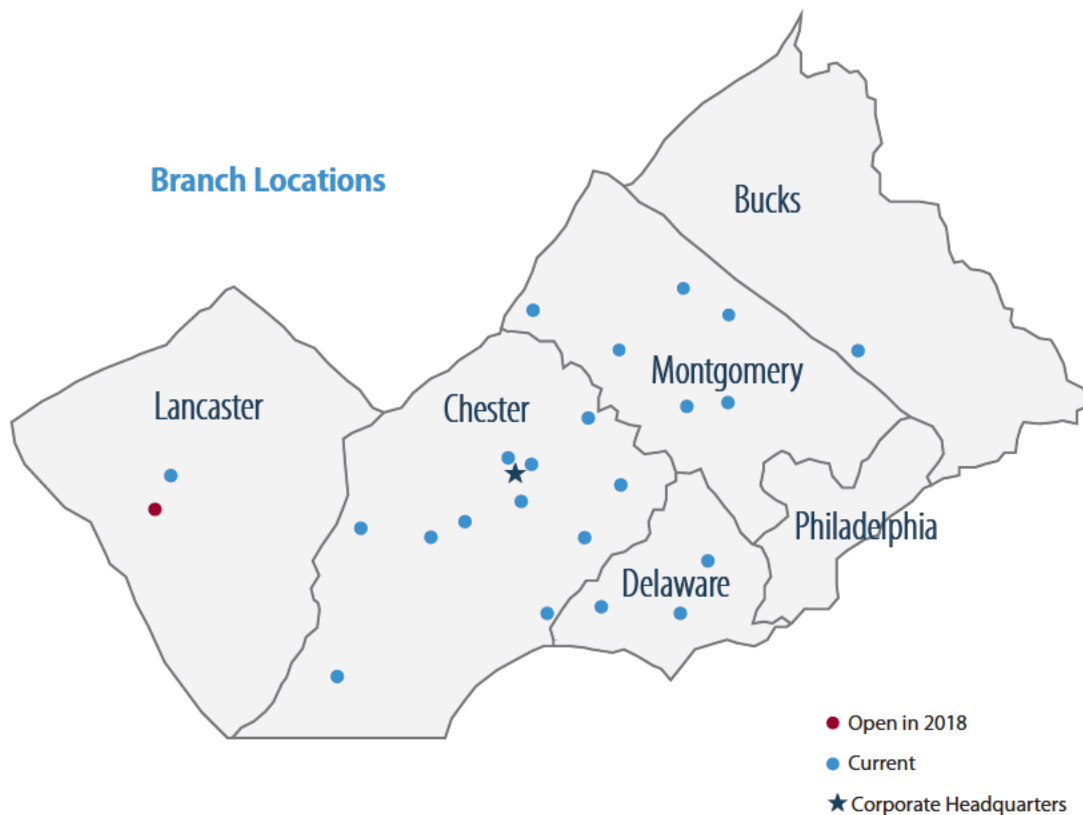 Branch Locations
Bucks
Montgomery
Lancaster
Chester
Philadelphia
Delaware
Open in 2018
Current
Corporate Headquarters